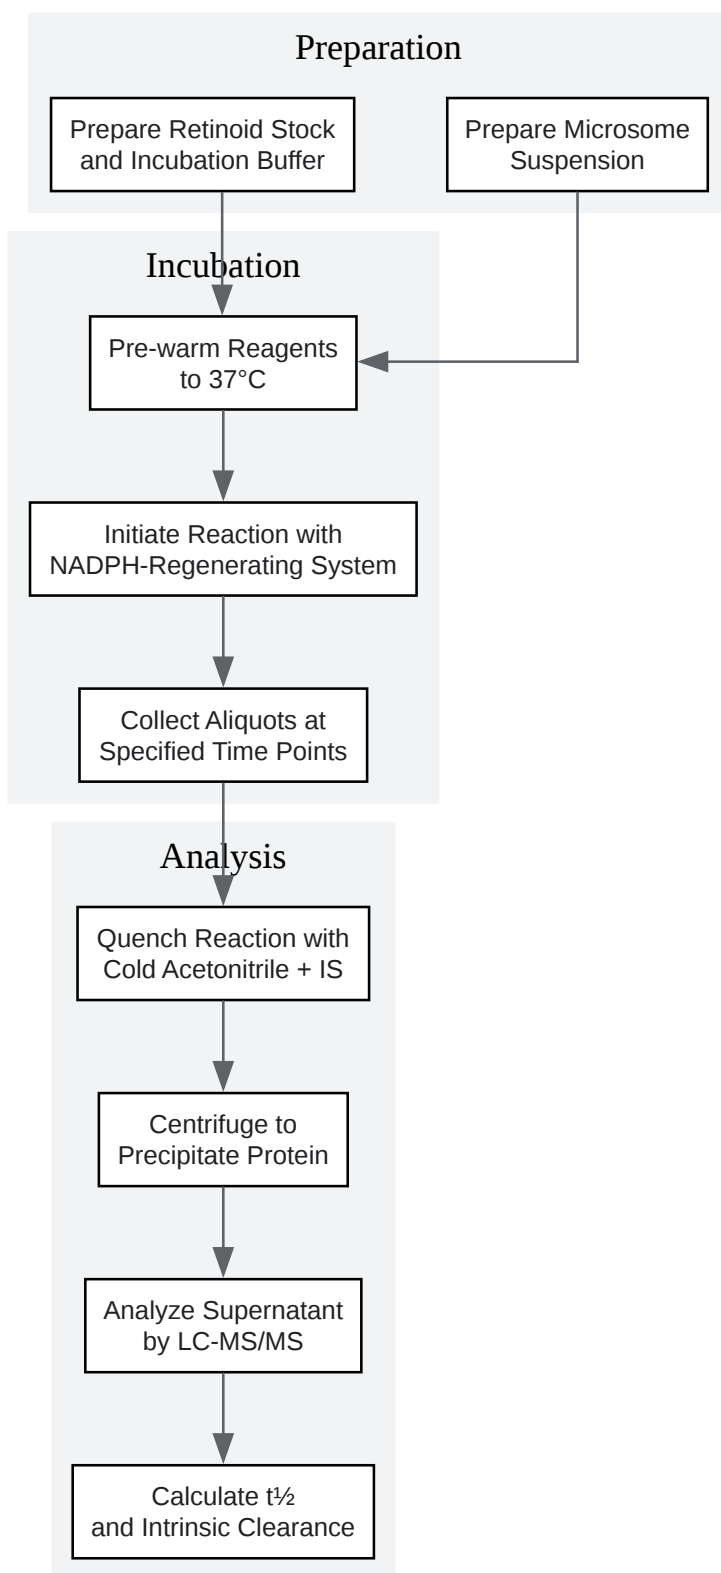 Preparation
Prepare Retinoid Stock
and Incubation Buffer
Prepare Microsome
Suspension
Incubation
Pre-warm Reagents
to 37°C
Initiate Reaction with
NADPH-Regenerating System
Collect Aliquots at
Specified Time Points
Analysis
Quench Reaction with
Cold Acetonitrile + IS
Centrifuge to
Precipitate Protein
Analyze Supernatant
by LC-MS/MS
Calculate t½
and Intrinsic Clearance